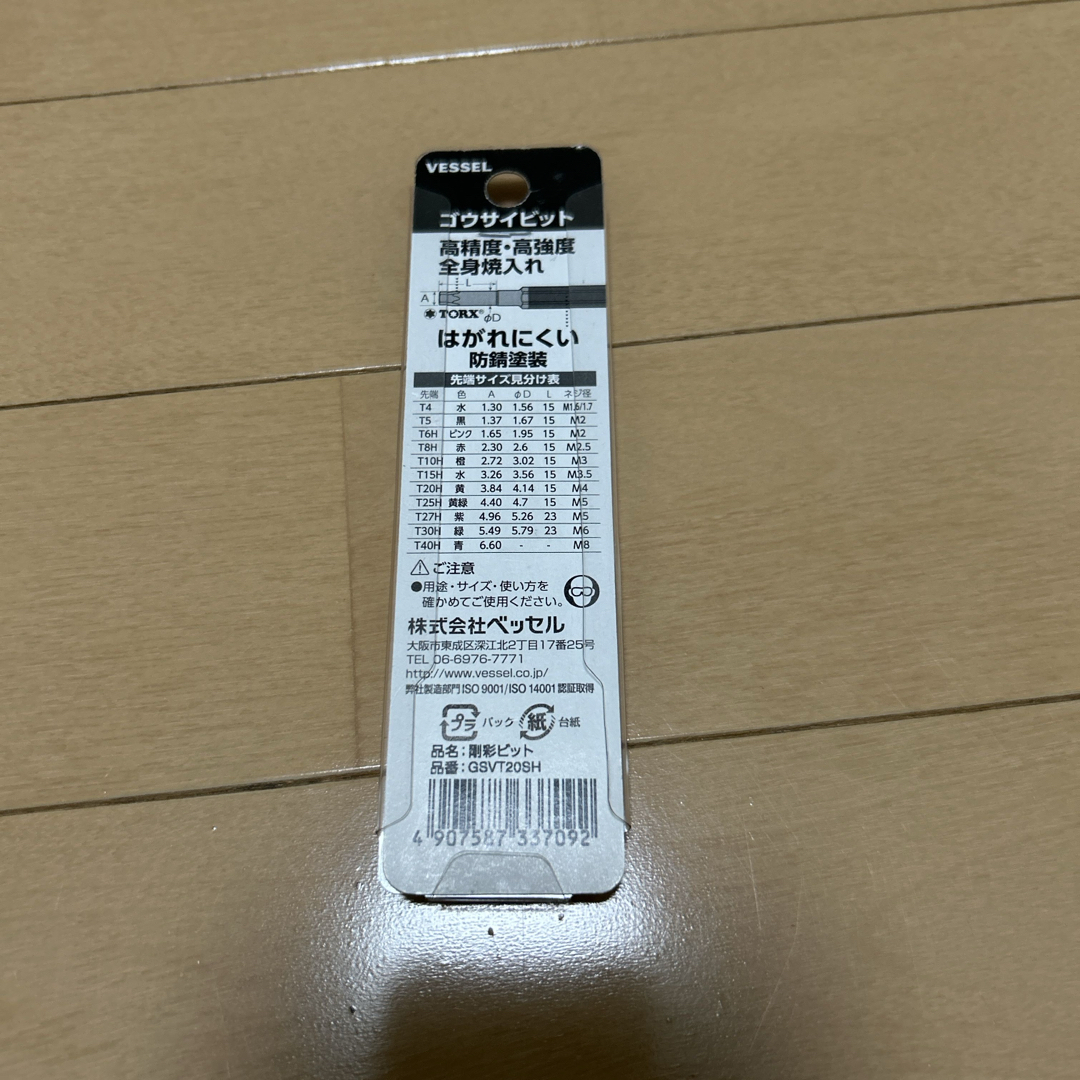 VESSEL
ゴウサイビット
高精度・高強度
全身焼入れ
L
A
TORX® φD
はがれにくい
防錆塗装
先端サイズ見分け表
先端 色 A φD L ネジ径
T4 水 1.30 1.56 15 M1.6/1.7
T5 黒 1.37 1.67 15 M2
T6H ピンク 1.65 1.95 15 M2
T8H 赤 2.30 2.6 15 M2.5
T10H 橙 2.72 3.02 15 M3
T15H 水 3.26 3.56 15 M3.5
T20H 黄 3.84 4.14 15 M4
T25H 黄緑 4.40 4.7 15 M5
T27H 紫 4.96 5.26 23 M5
T30H 緑 5.49 5.79 23 M6
T40H 青 6.60 - - M8
⚠ご注意
●用途・サイズ・使い方を
確かめてご使用ください。
株式会社ベッセル
大阪市東成区深江北2丁目17番25号
TEL 06-6976-7771
http://www.vessel.co.jp/
弊社製造部門 ISO 9001/ISO 14001 認証取得
プラ パック 紙 台紙
品名：剛彩ビット
品番：GSVT20SH
4 907587 337092